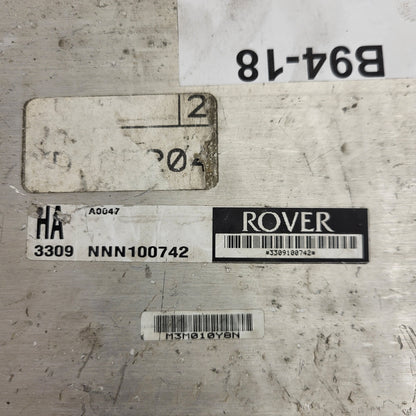 B94-18
2
HA
A0047
ROVER
3309 NNN100742
*3309100742*
M3M010Y8N